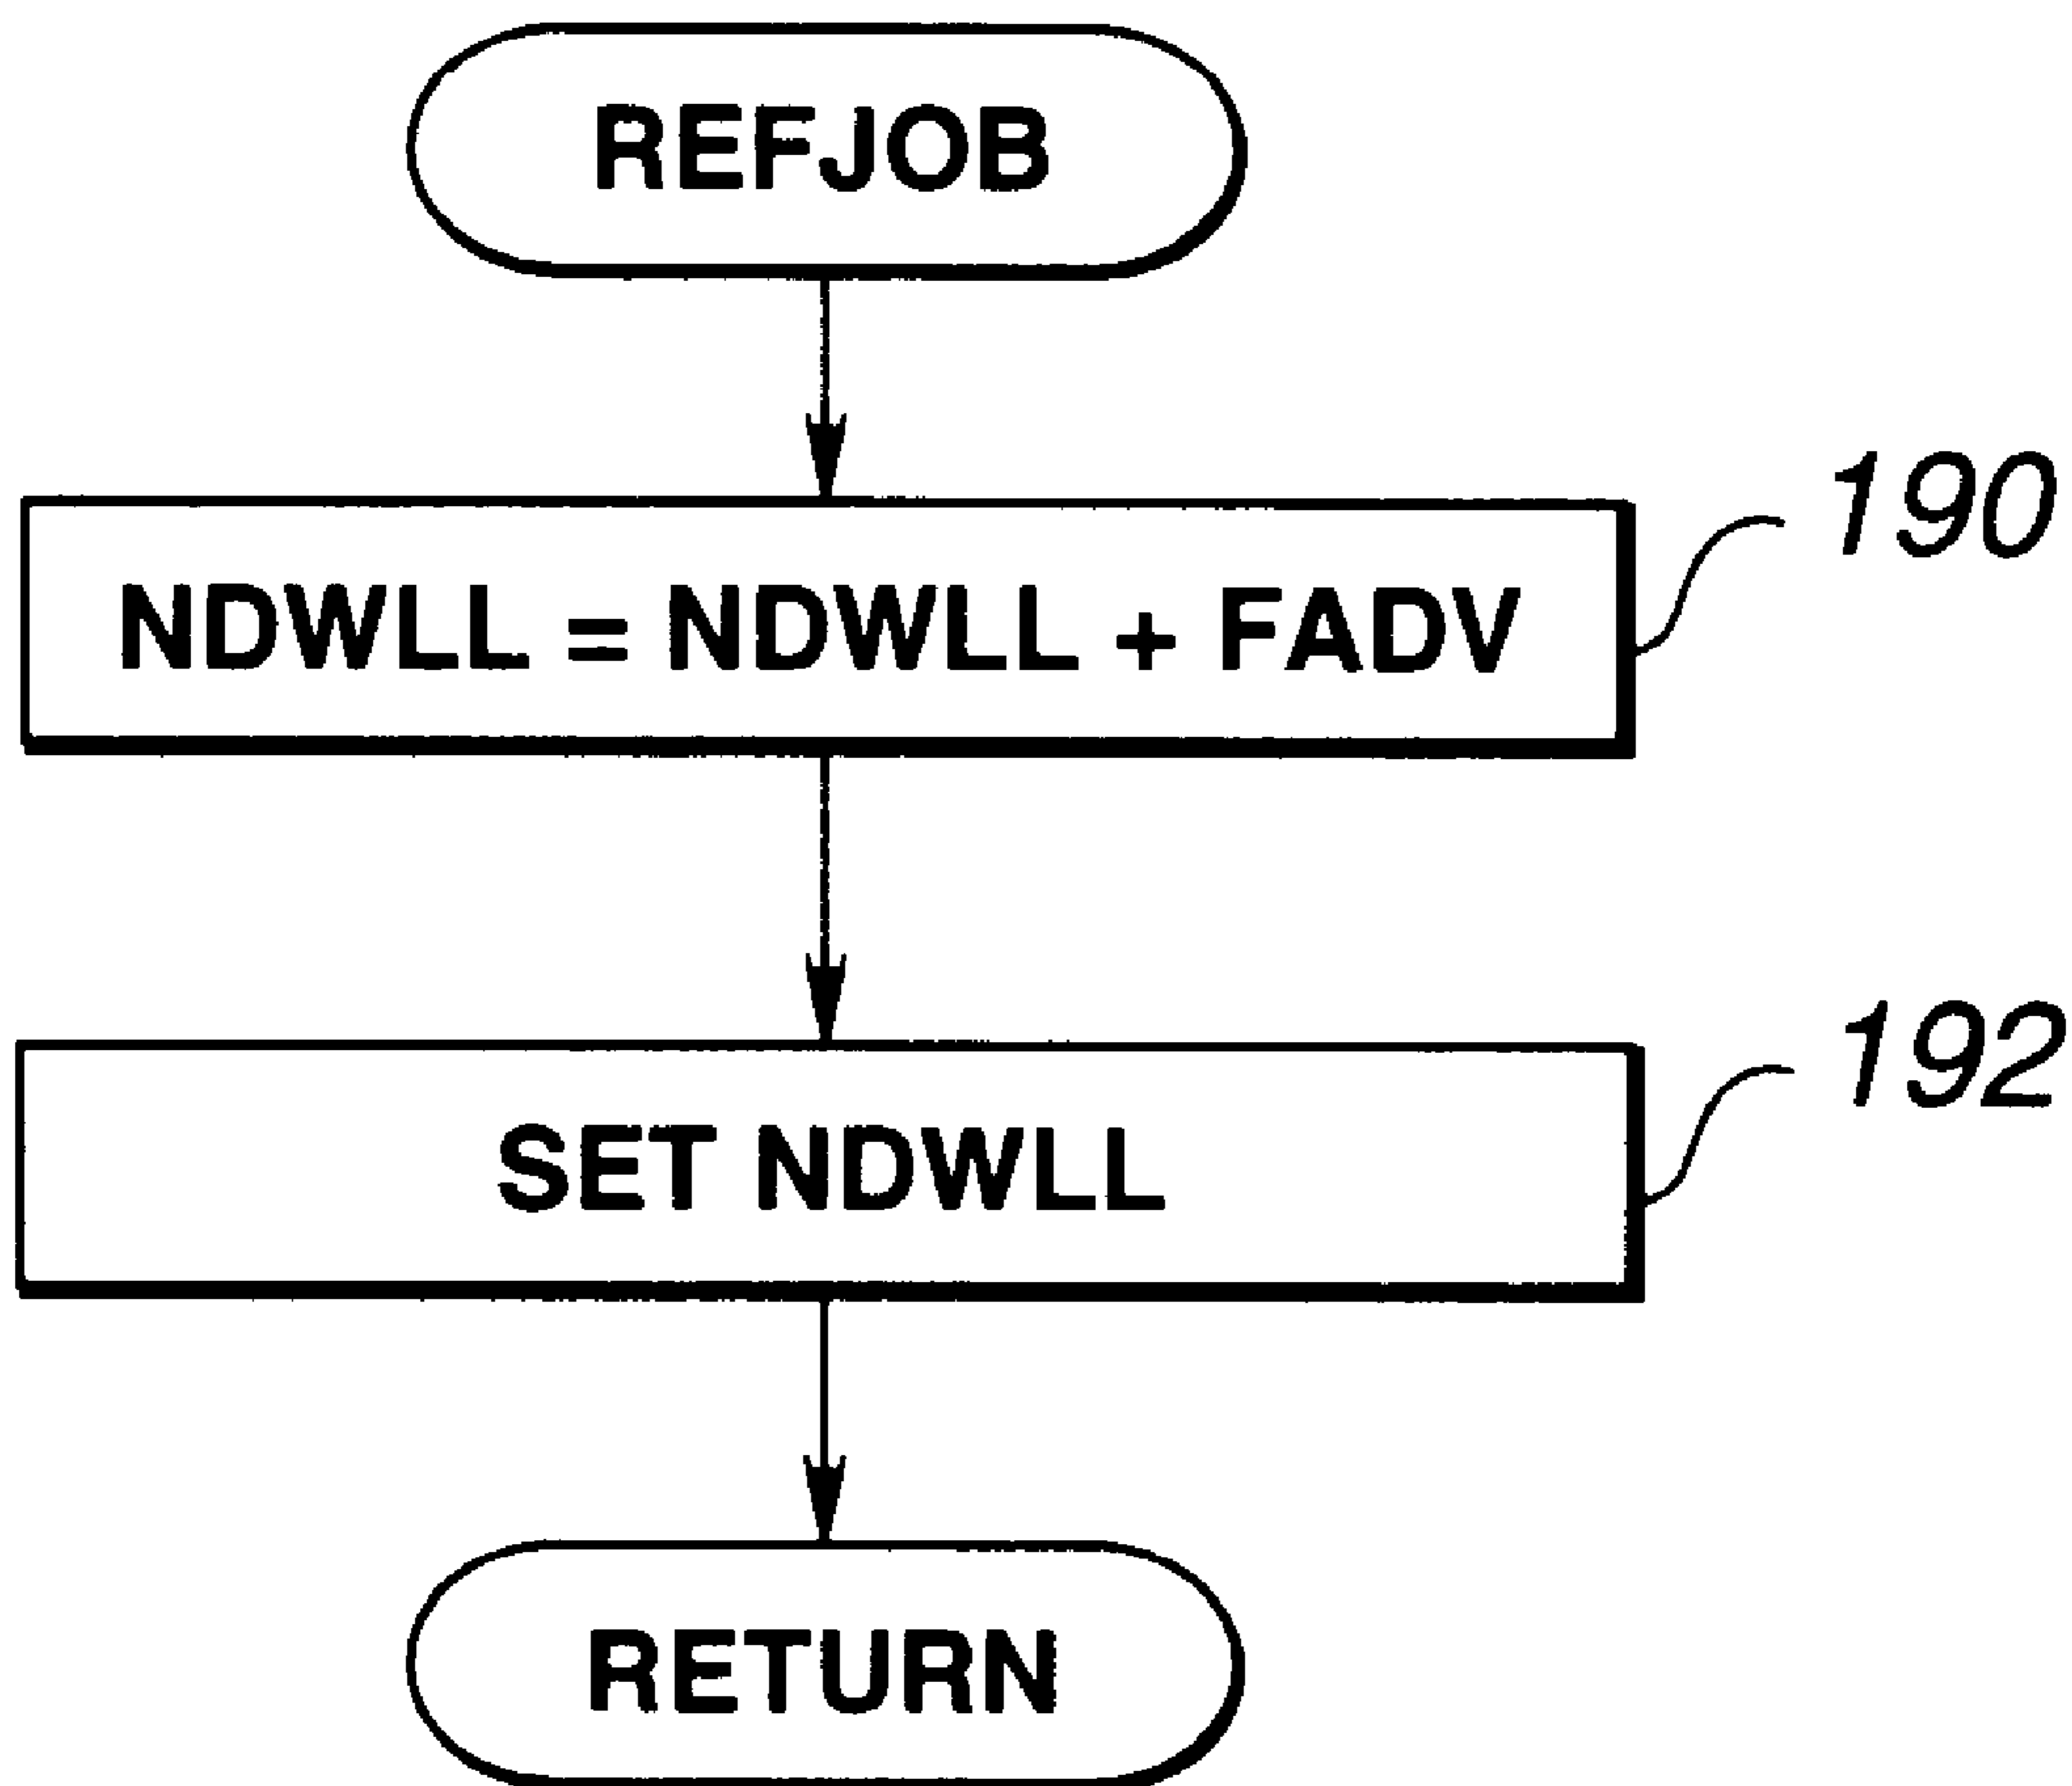 REFJOB
190
NDWLL = NDWLL + FADV
192
SET NDWLL
RETURN